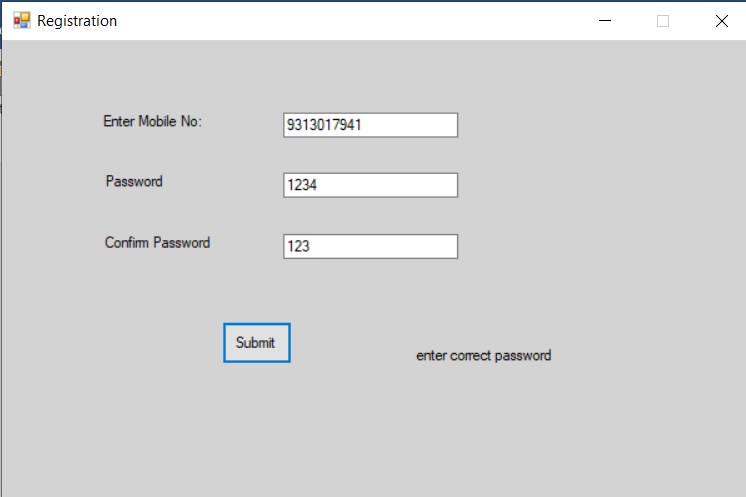 Registration
Enter Mobile No:
9313017941
Password
1234
Confirm Password
123
Submit
enter correct password